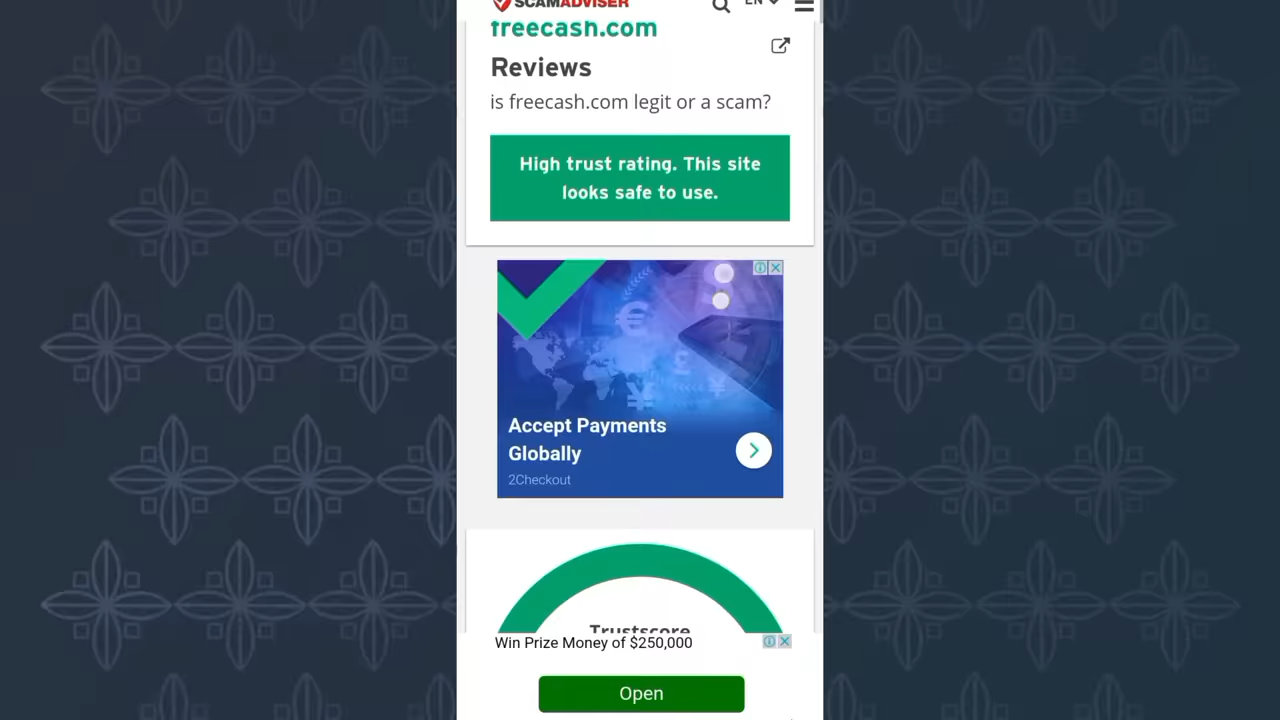 SCAMADVISER
EN
freecash.com
Reviews
is freecash.com legit or a scam?
High trust rating. This site
looks safe to use.
Accept Payments
Globally
2Checkout
Trustscore
Win Prize Money of $250,000
Open